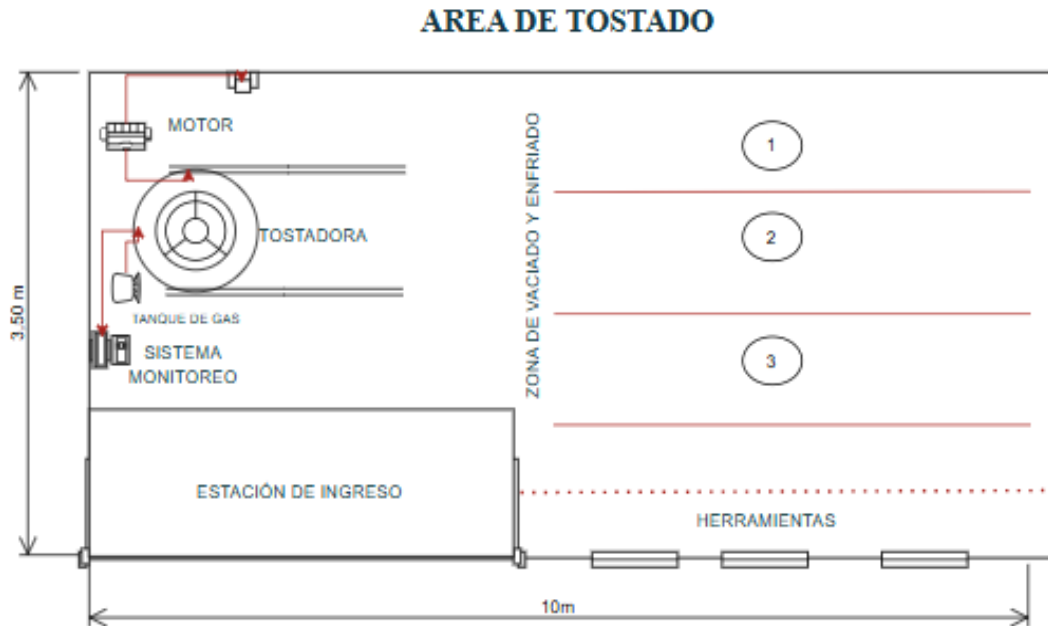 AREA DE TOSTADO
MOTOR
TOSTADORA
TANQUE DE GAS
SISTEMA
MONITOREO
ESTACIÓN DE INGRESO
ZONA DE VACIADO Y ENFRIADO
1
2
3
HERRAMIENTAS
3.50 m
10m